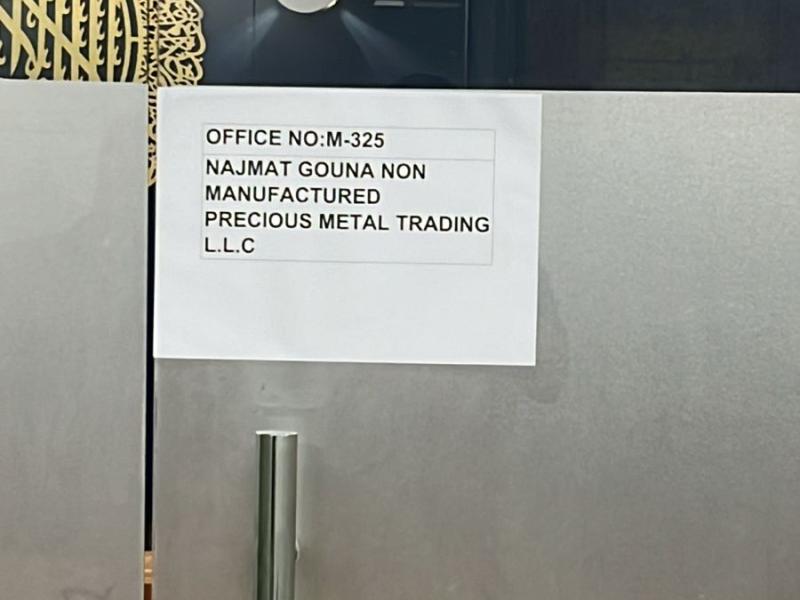 OFFICE NO:M-325
NAJMAT GOUNA NON
MANUFACTURED
PRECIOUS METAL TRADING
L.L.C